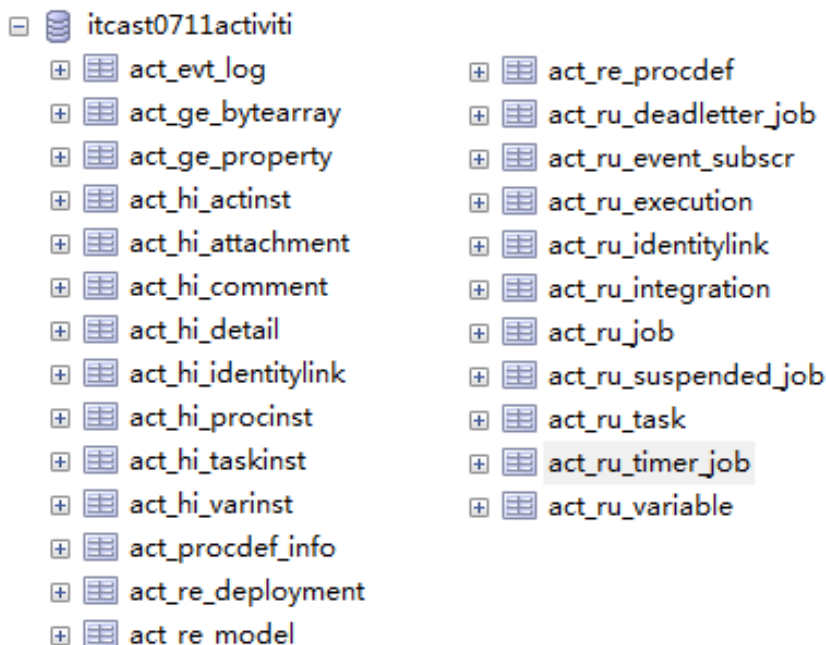 itcast0711activiti
act_evt_log
act_ge_bytearray
act_ge_property
act_hi_actinst
act_hi_attachment
act_hi_comment
act_hi_detail
act_hi_identitylink
act_hi_procinst
act_hi_taskinst
act_hi_varinst
act_procdef_info
act_re_deployment
act_re_model
act_re_procdef
act_ru_deadletter_job
act_ru_event_subscr
act_ru_execution
act_ru_identitylink
act_ru_integration
act_ru_job
act_ru_suspended_job
act_ru_task
act_ru_timer_job
act_ru_variable